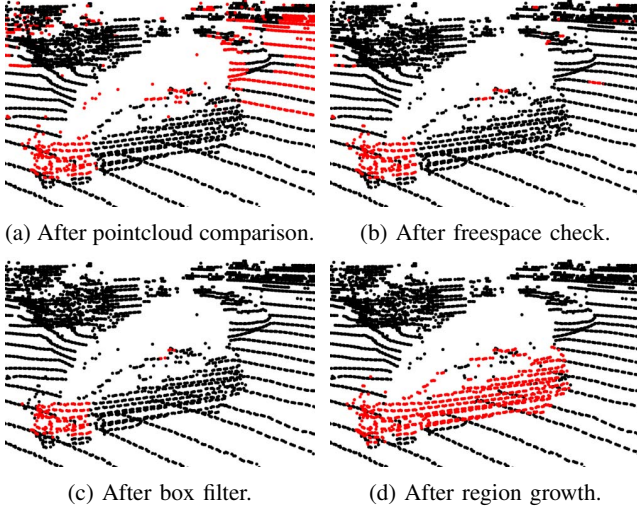 (a) After pointcloud comparison.
(b) After freespace check.
(c) After box filter.
(d) After region growth.